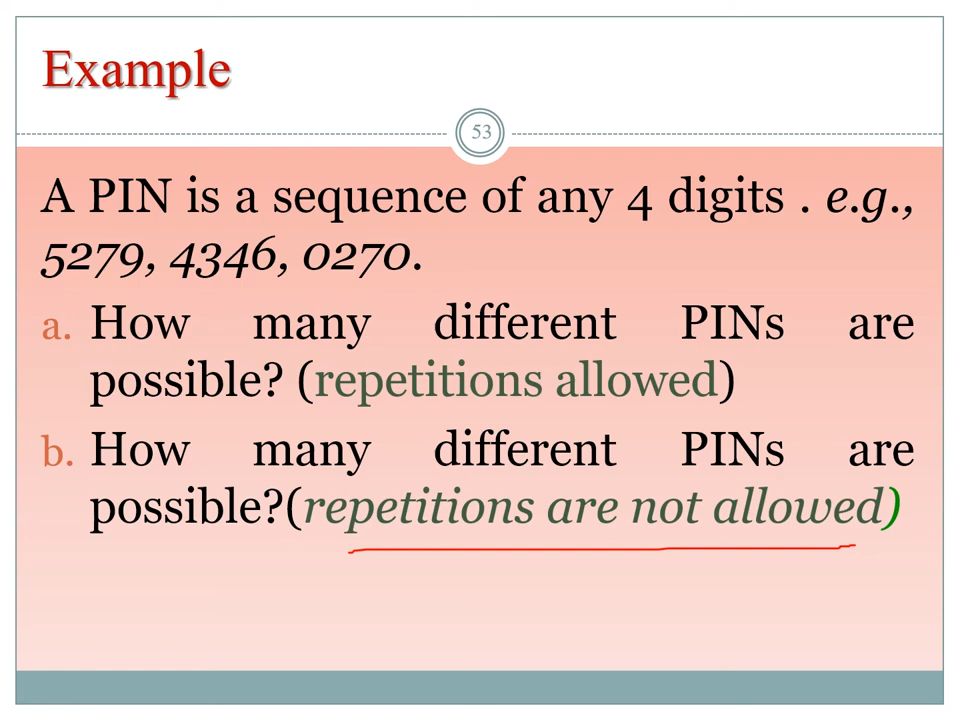 Example
53
A PIN is a sequence of any 4 digits . e.g.,
5279, 4346, 0270.
a. How many different PINs are
possible? (repetitions allowed)
b. How many different PINs are
possible?(repetitions are not allowed)